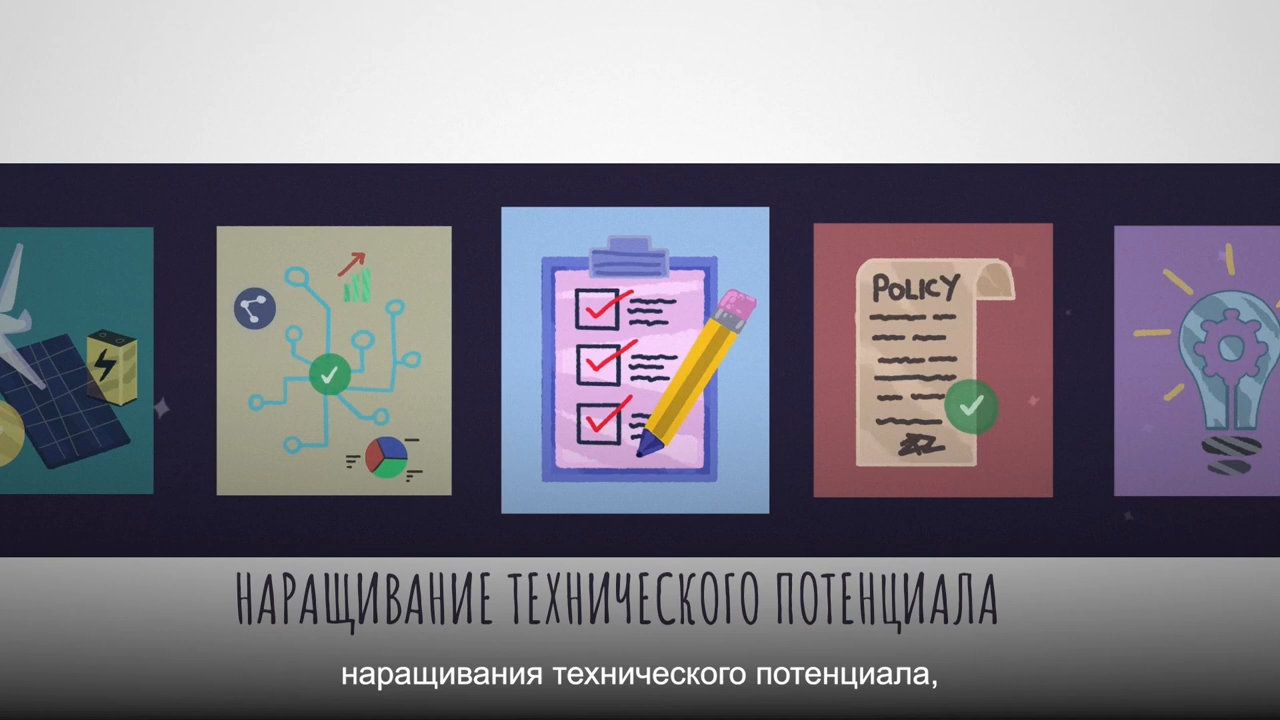 POLICY
НАРАЩИВАНИЕ ТЕХНИЧЕСКОГО ПОТЕНЦИАЛА
наращивания технического потенциала,